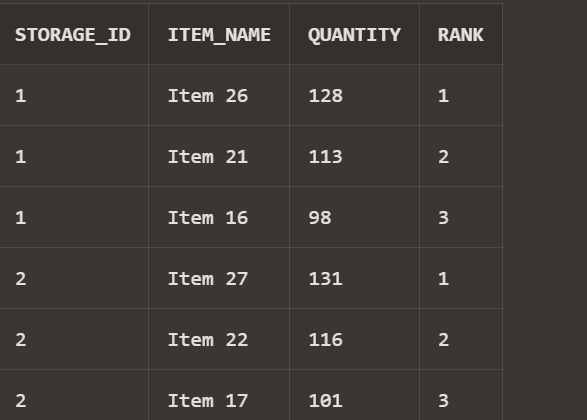 STORAGE_ID ITEM_NAME QUANTITY RANK
1 Item 26 128 1
1 Item 21 113 2
1 Item 16 98 3
2 Item 27 131 1
2 Item 22 116 2
2 Item 17 101 3